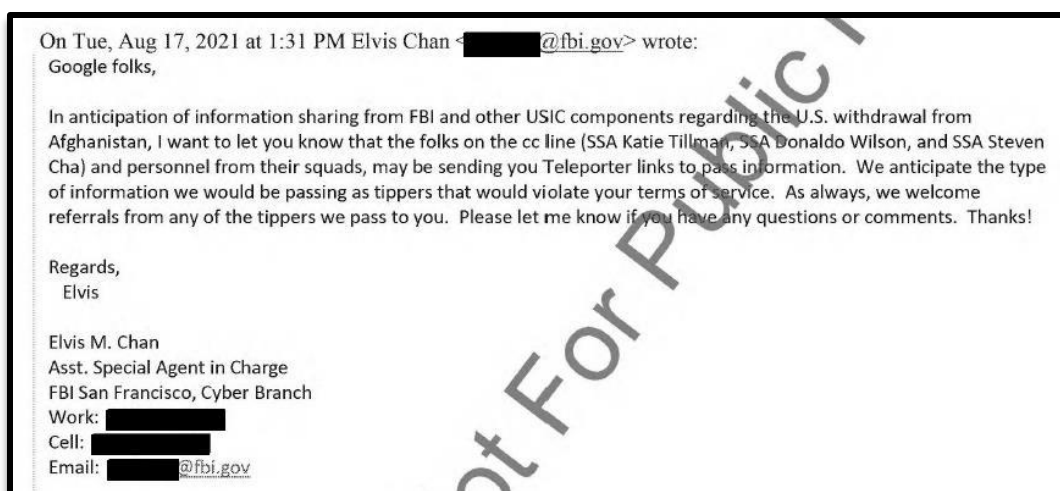 On Tue, Aug 17, 2021 at 1:31 PM Elvis Chan < @fbi.gov> wrote:
Google folks,
In anticipation of information sharing from FBI and other USIC components regarding the U.S. withdrawal from
Afghanistan, I want to let you know that the folks on the cc line (SSA Katie Tillman, SSA Donaldo Wilson, and SSA Steven
Cha) and personnel from their squads, may be sending you Teleporter links to pass information. We anticipate the type
of information we would be passing as tippers that would violate your terms of service. As always, we welcome
referrals from any of the tippers we pass to you. Please let me know if you have any questions or comments. Thanks!
Regards,
Elvis
Elvis M. Chan
Asst. Special Agent in Charge
FBI San Francisco, Cyber Branch
Work:
Cell:
Email: @fbi.gov
For Public